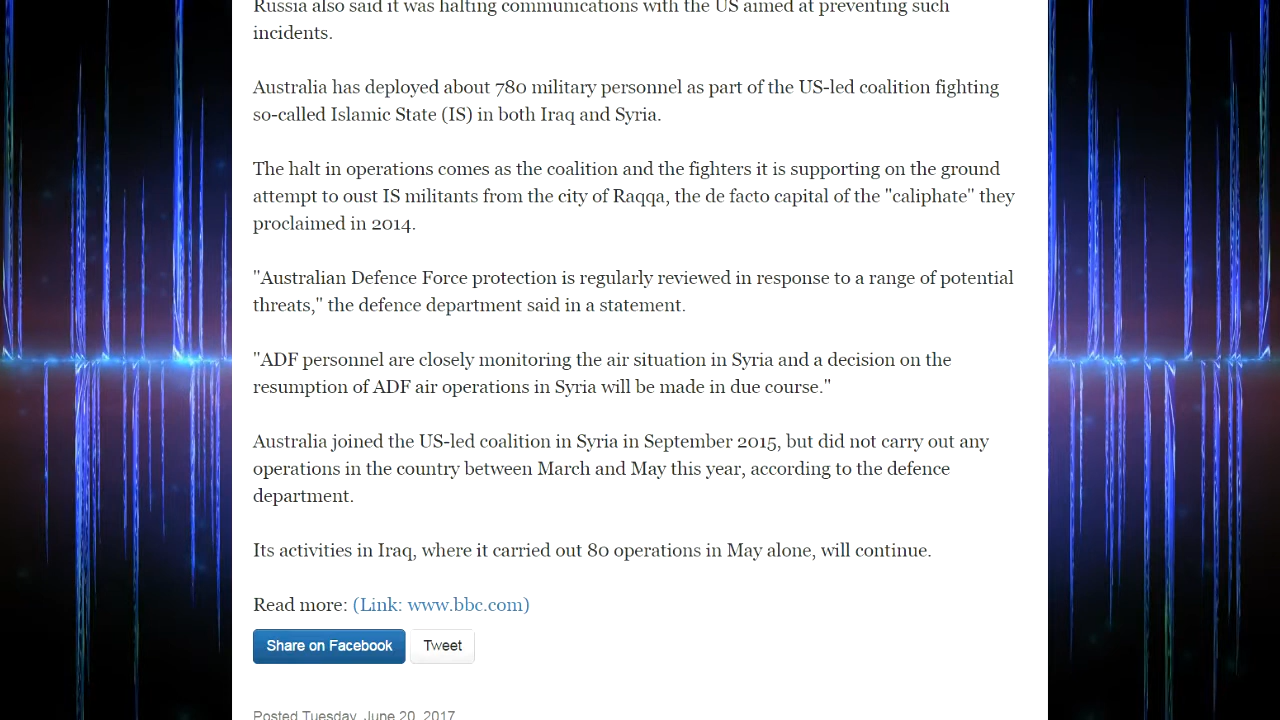 Russia also said it was halting communications with the US aimed at preventing such
incidents.
Australia has deployed about 780 military personnel as part of the US-led coalition fighting
so-called Islamic State (IS) in both Iraq and Syria.
The halt in operations comes as the coalition and the fighters it is supporting on the ground
attempt to oust IS militants from the city of Raqqa, the de facto capital of the "caliphate" they
proclaimed in 2014.
"Australian Defence Force protection is regularly reviewed in response to a range of potential
threats," the defence department said in a statement.
"ADF personnel are closely monitoring the air situation in Syria and a decision on the
resumption of ADF air operations in Syria will be made in due course."
Australia joined the US-led coalition in Syria in September 2015, but did not carry out any
operations in the country between March and May this year, according to the defence
department.
Its activities in Iraq, where it carried out 80 operations in May alone, will continue.
Read more: (Link: www.bbc.com)
Share on Facebook Tweet
Posted Tuesday, June 20, 2017